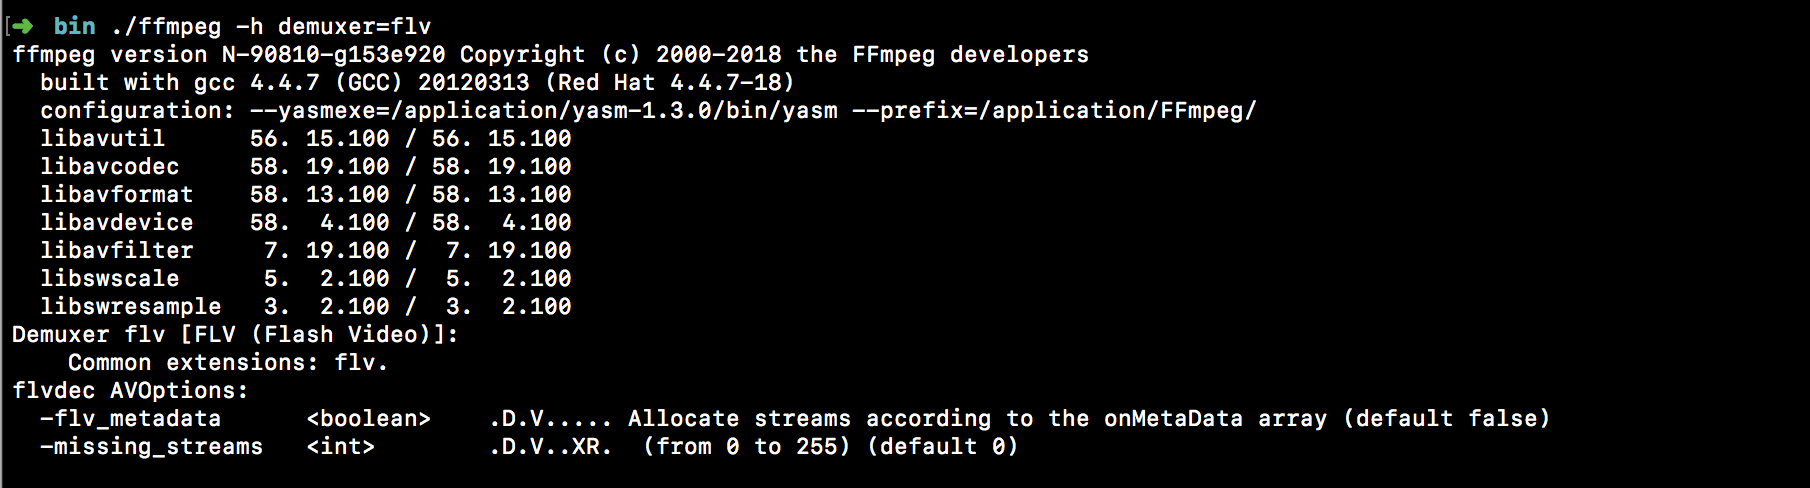 [➜  bin ./ffmpeg -h demuxer=flv
ffmpeg version N-90810-g153e920 Copyright (c) 2000-2018 the FFmpeg developers
  built with gcc 4.4.7 (GCC) 20120313 (Red Hat 4.4.7-18)
  configuration: --yasmexe=/application/yasm-1.3.0/bin/yasm --prefix=/application/FFmpeg/
  libavutil      56. 15.100 / 56. 15.100
  libavcodec     58. 19.100 / 58. 19.100
  libavformat    58. 13.100 / 58. 13.100
  libavdevice    58.  4.100 / 58.  4.100
  libavfilter     7. 19.100 /  7. 19.100
  libswscale      5.  2.100 /  5.  2.100
  libswresample   3.  2.100 /  3.  2.100
Demuxer flv [FLV (Flash Video)]:
    Common extensions: flv.
flvdec AVOptions:
  -flv_metadata      <boolean>    .D.V..... Allocate streams according to the onMetaData array (default false)
  -missing_streams   <int>        .D.V..XR.  (from 0 to 255) (default 0)